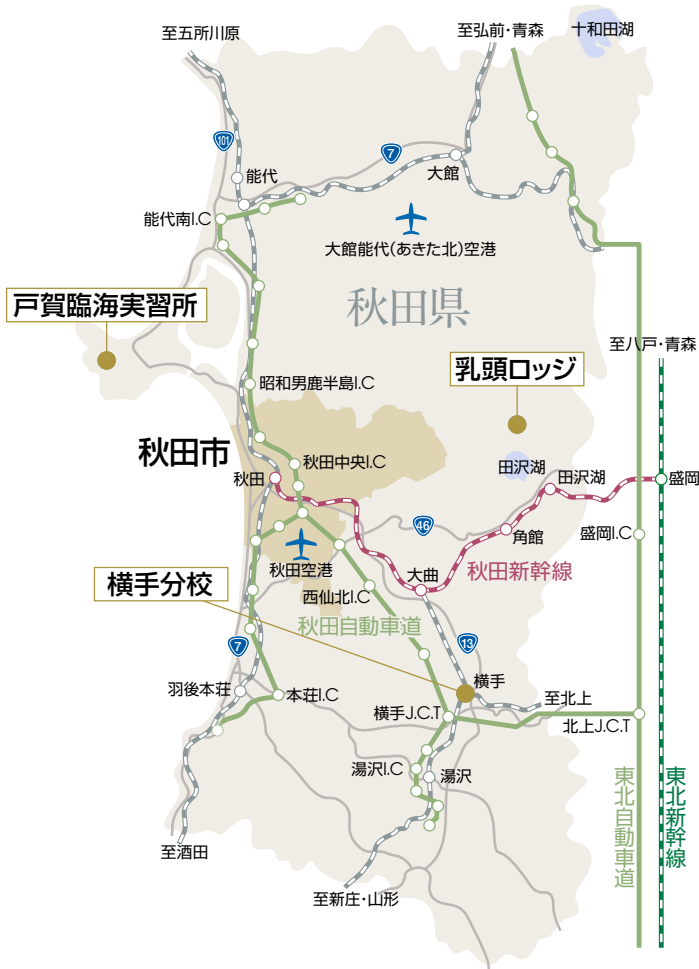 至五所川原
至弘前・青森
十和田湖
101
7
能代
大館
能代南I.C
大館能代(あきた北)空港
戸賀臨海実習所
秋田県
至八戸・青森
乳頭ロッジ
昭和男鹿半島I.C
秋田市
秋田中央I.C
秋田
田沢湖
田沢湖
盛岡
46
角館
盛岡I.C
秋田空港
大曲
秋田新幹線
横手分校
西仙北I.C
秋田自動車道
7
13
羽後本荘
本荘I.C
横手
至北上
横手J.C.T
北上J.C.T
湯沢I.C
湯沢
東北自動車道
東北新幹線
至酒田
至新庄・山形